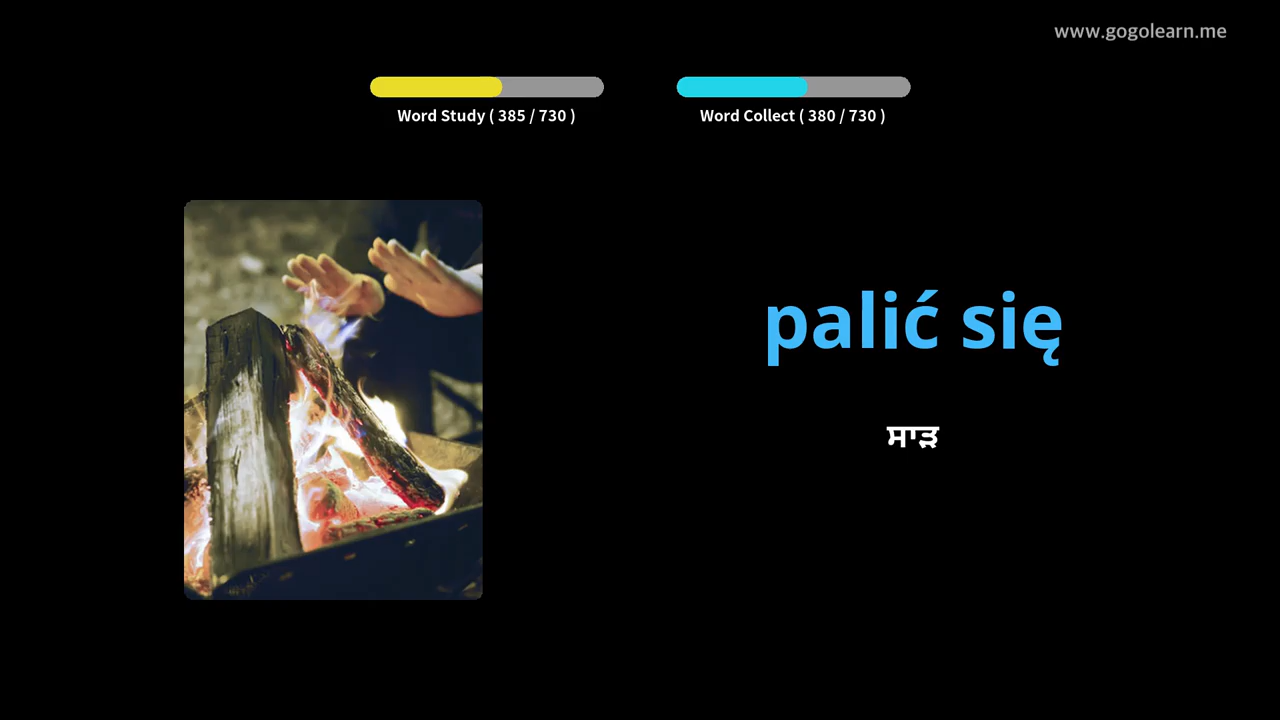 www.gogolearn.me
Word Study ( 385 / 730 )
Word Collect ( 380 / 730 )
palić się
ਸਾੜ